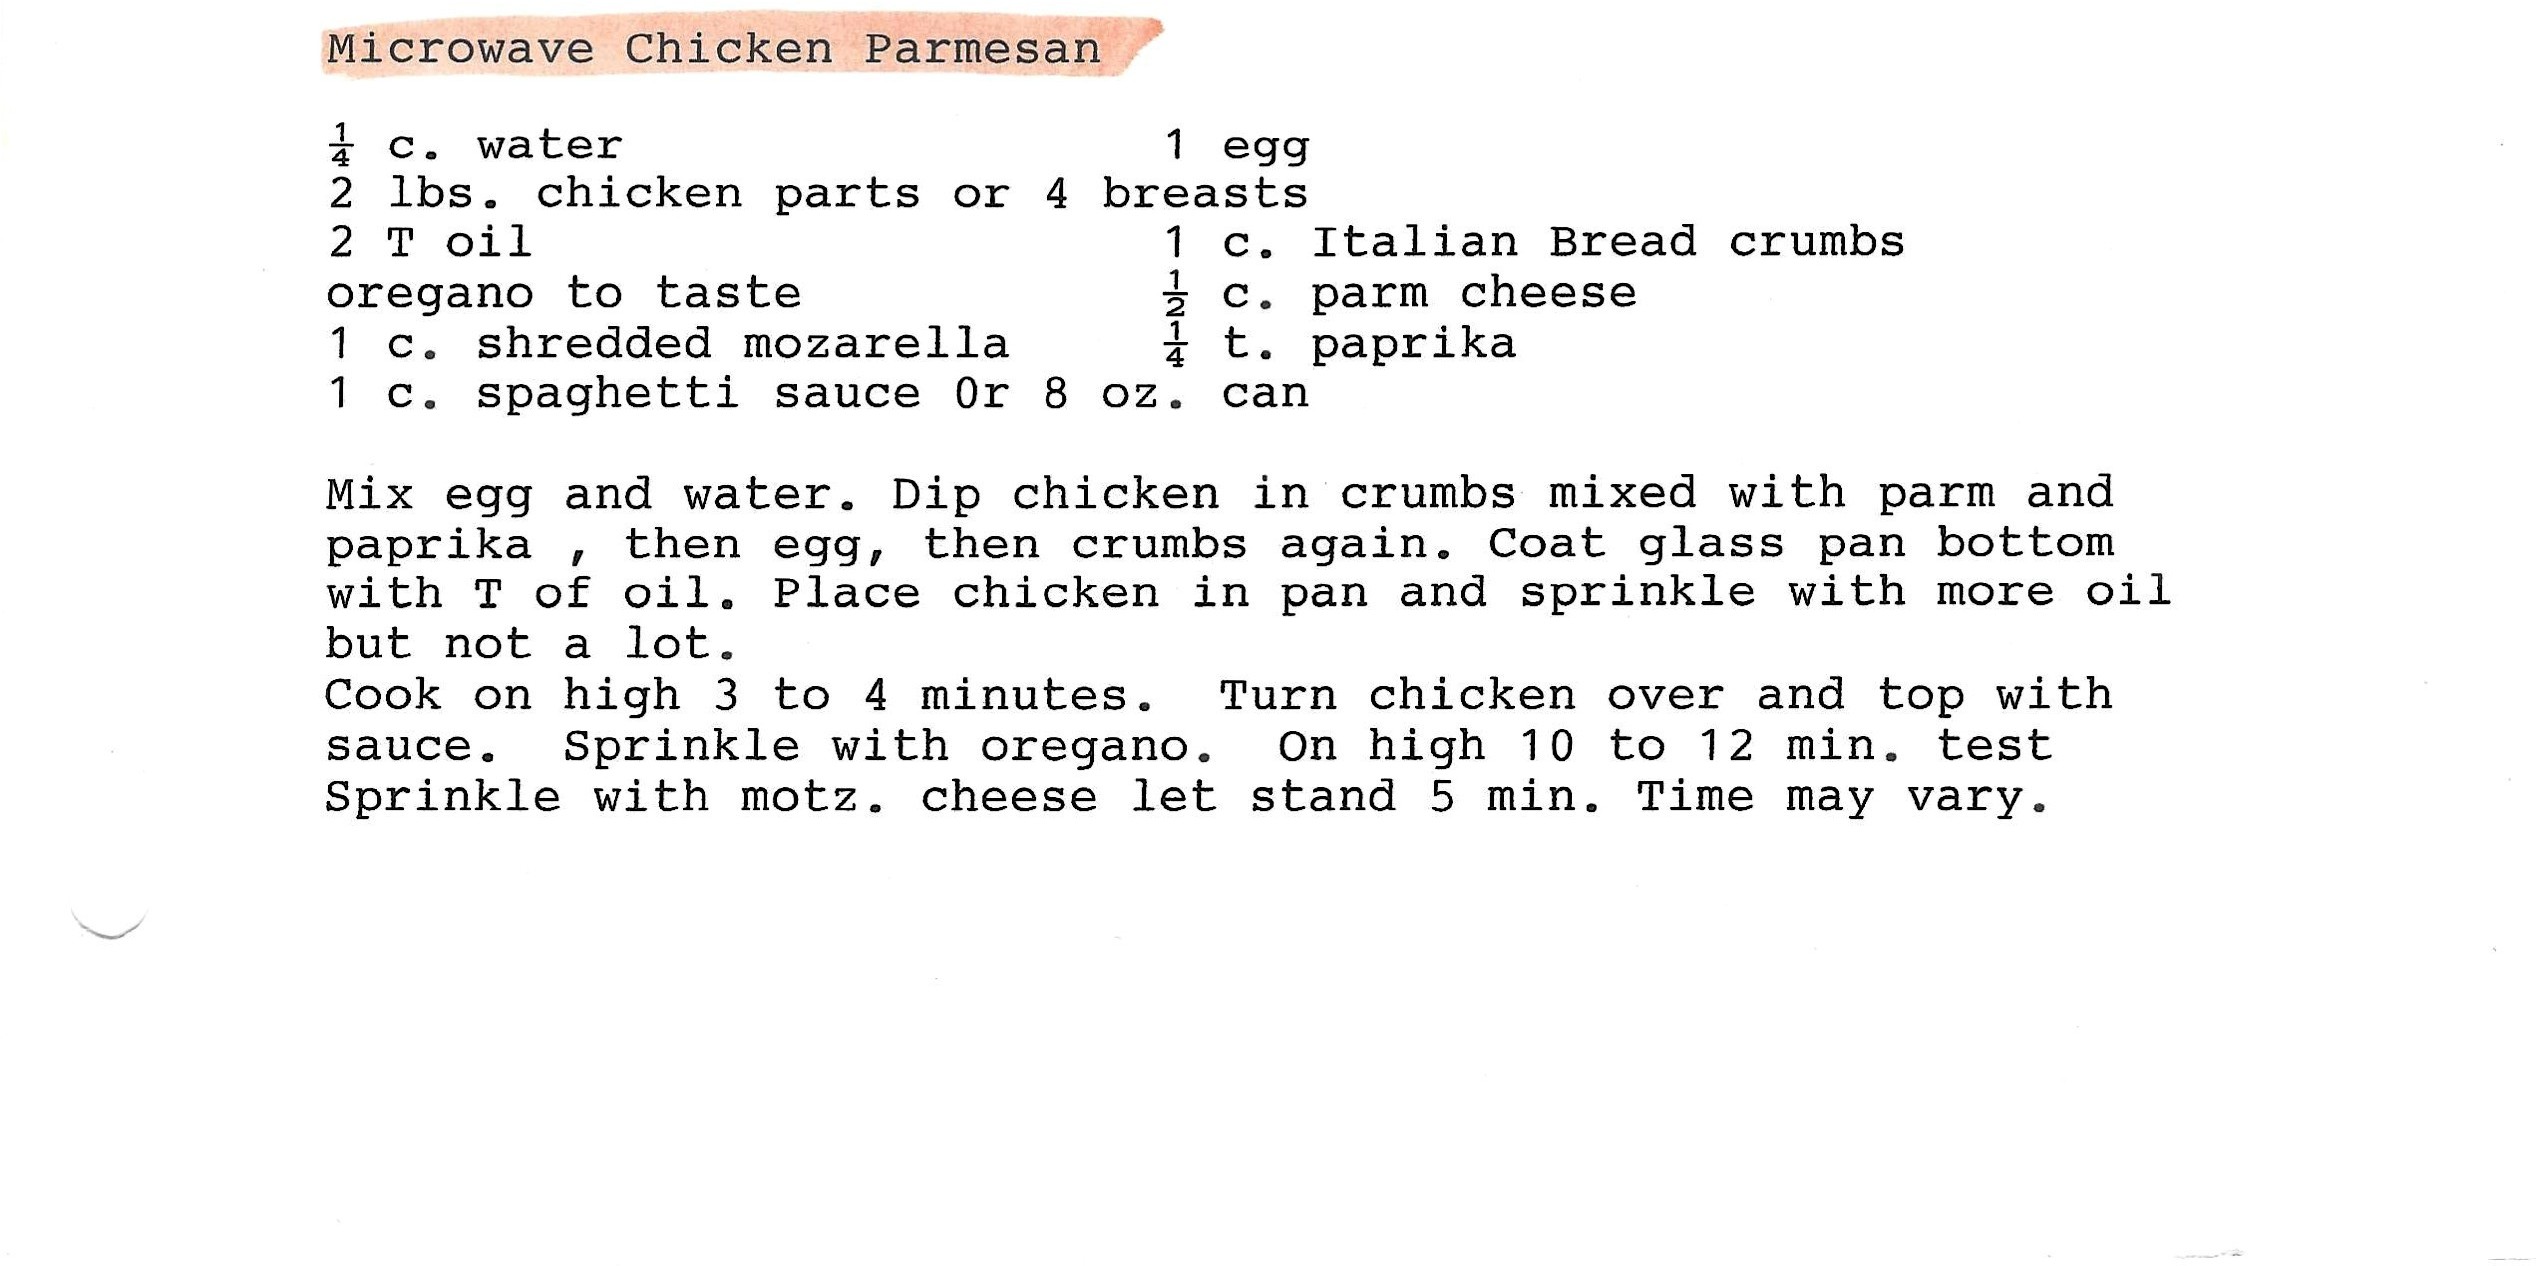 Microwave Chicken Parmesan
¼ c. water 1 egg
2 lbs. chicken parts or 4 breasts
2 T oil 1 c. Italian Bread crumbs
oregano to taste ½ c. parm cheese
1 c. shredded mozarella ¼ t. paprika
1 c. spaghetti sauce 0r 8 oz. can
Mix egg and water. Dip chicken in crumbs mixed with parm and
paprika , then egg, then crumbs again. Coat glass pan bottom
with T of oil. Place chicken in pan and sprinkle with more oil
but not a lot.
Cook on high 3 to 4 minutes. Turn chicken over and top with
sauce. Sprinkle with oregano. On high 10 to 12 min. test
Sprinkle with motz. cheese let stand 5 min. Time may vary.